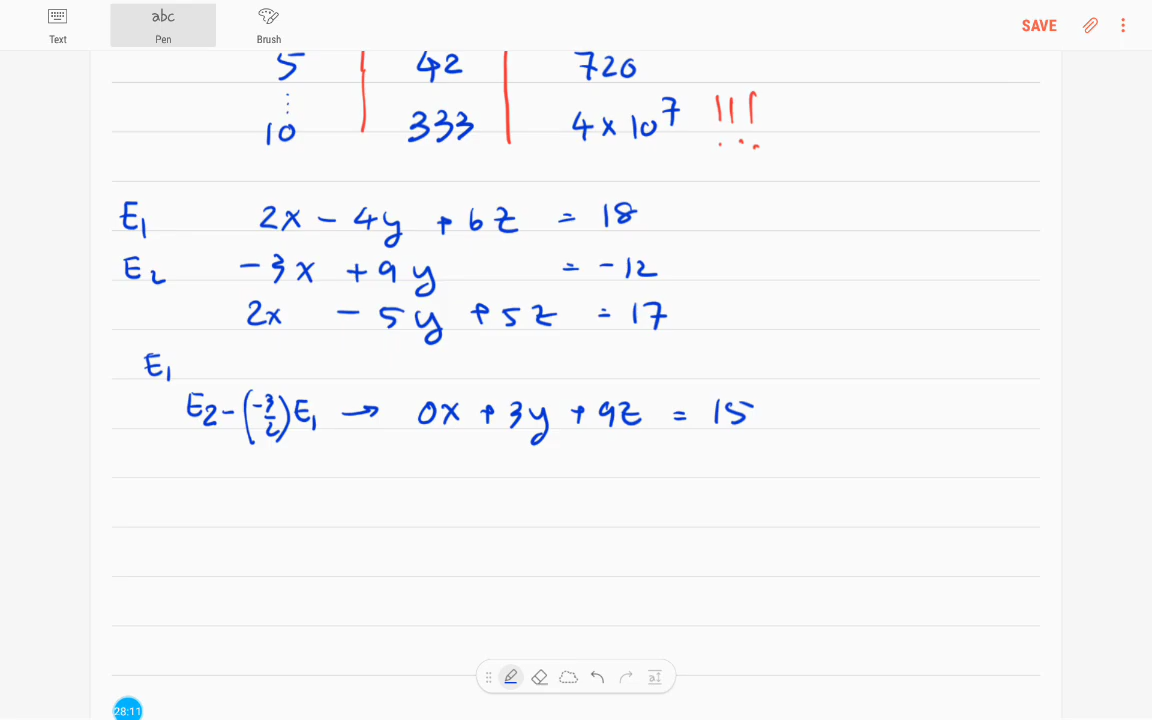 Text
abc
Pen
Brush
SAVE
5 | 42 | 720
⋮
10 | 333 | 4 x 10^7 !!!
E1 2x - 4y + 6z = 18
E2 -3x + 9y = -12
2x - 5y + 5z = 17
E1
E2 - (-3/2)E1 → 0x + 3y + 9z = 15
28:11